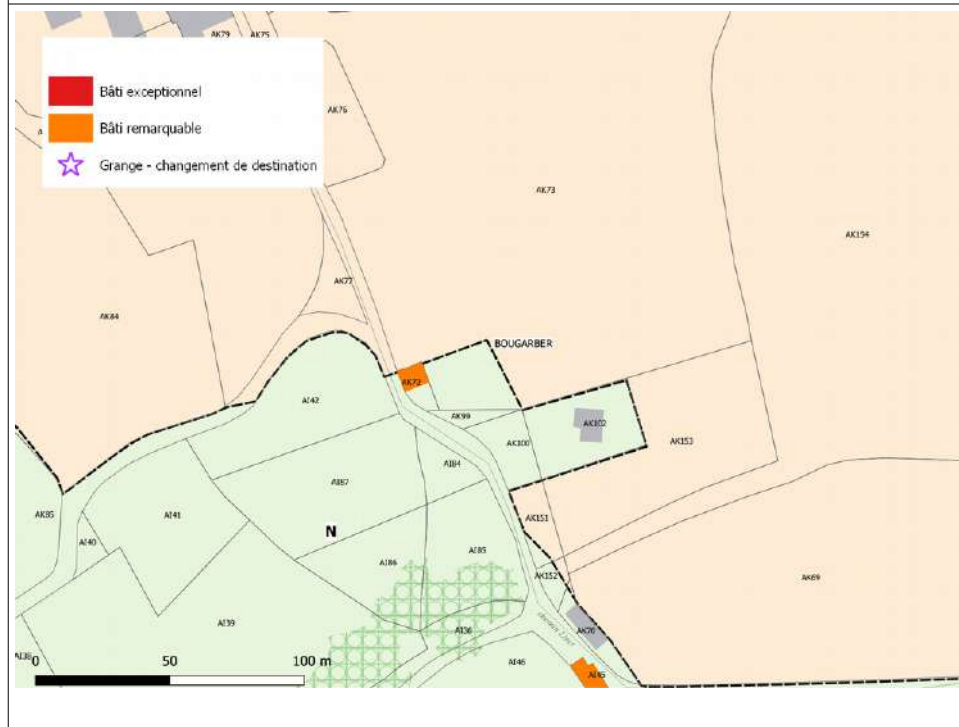 AK79 AK75
Bâti exceptionnel
Bâti remarquable
AK76
Grange - changement de destination
AK73
AK154
AK77
AK84
BOUGARBER
AK72
AI42
AK99
AK100
AK102
AK153
AI84
AI87
AK85
AI41
AK151
N
AI40
AI86
AI85
AK152
AK69
AI39
AI36
AK70
AI38
AI46
AI45
0 50 100 m